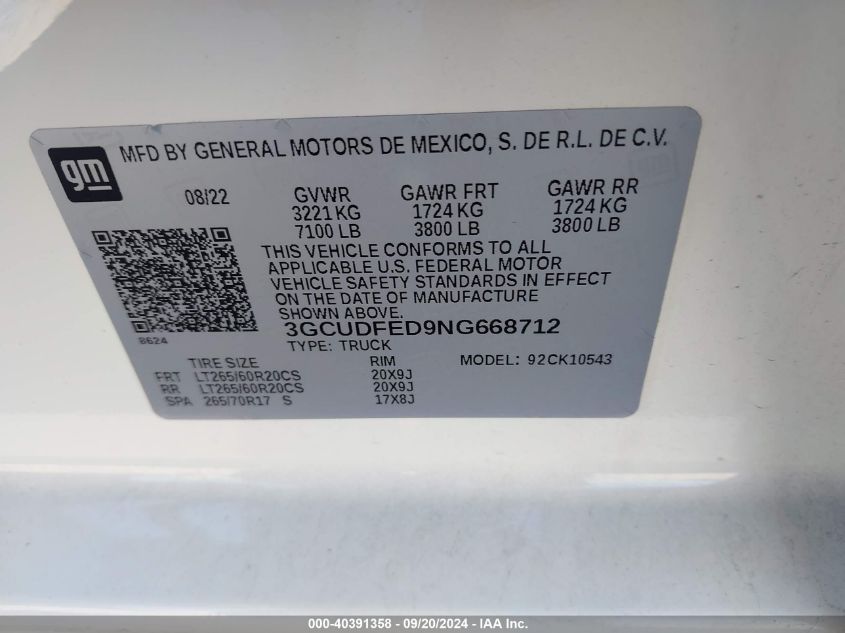 gm
MFD BY GENERAL MOTORS DE MEXICO, S. DE R.L. DE C.V.
08/22 GVWR GAWR FRT GAWR RR
3221 KG 1724 KG 1724 KG
7100 LB 3800 LB 3800 LB
THIS VEHICLE CONFORMS TO ALL
APPLICABLE U.S. FEDERAL MOTOR
VEHICLE SAFETY STANDARDS IN EFFECT
ON THE DATE OF MANUFACTURE
SHOWN ABOVE.
8624
3GCUDFED9NG668712
TYPE: TRUCK
TIRE SIZE RIM MODEL: 92CK10543
FRT LT265/60R20CS 20X9J
RR LT265/60R20CS 20X9J
SPA 265/70R17 S 17X8J
000-40391358 - 09/20/2024 - IAA Inc.